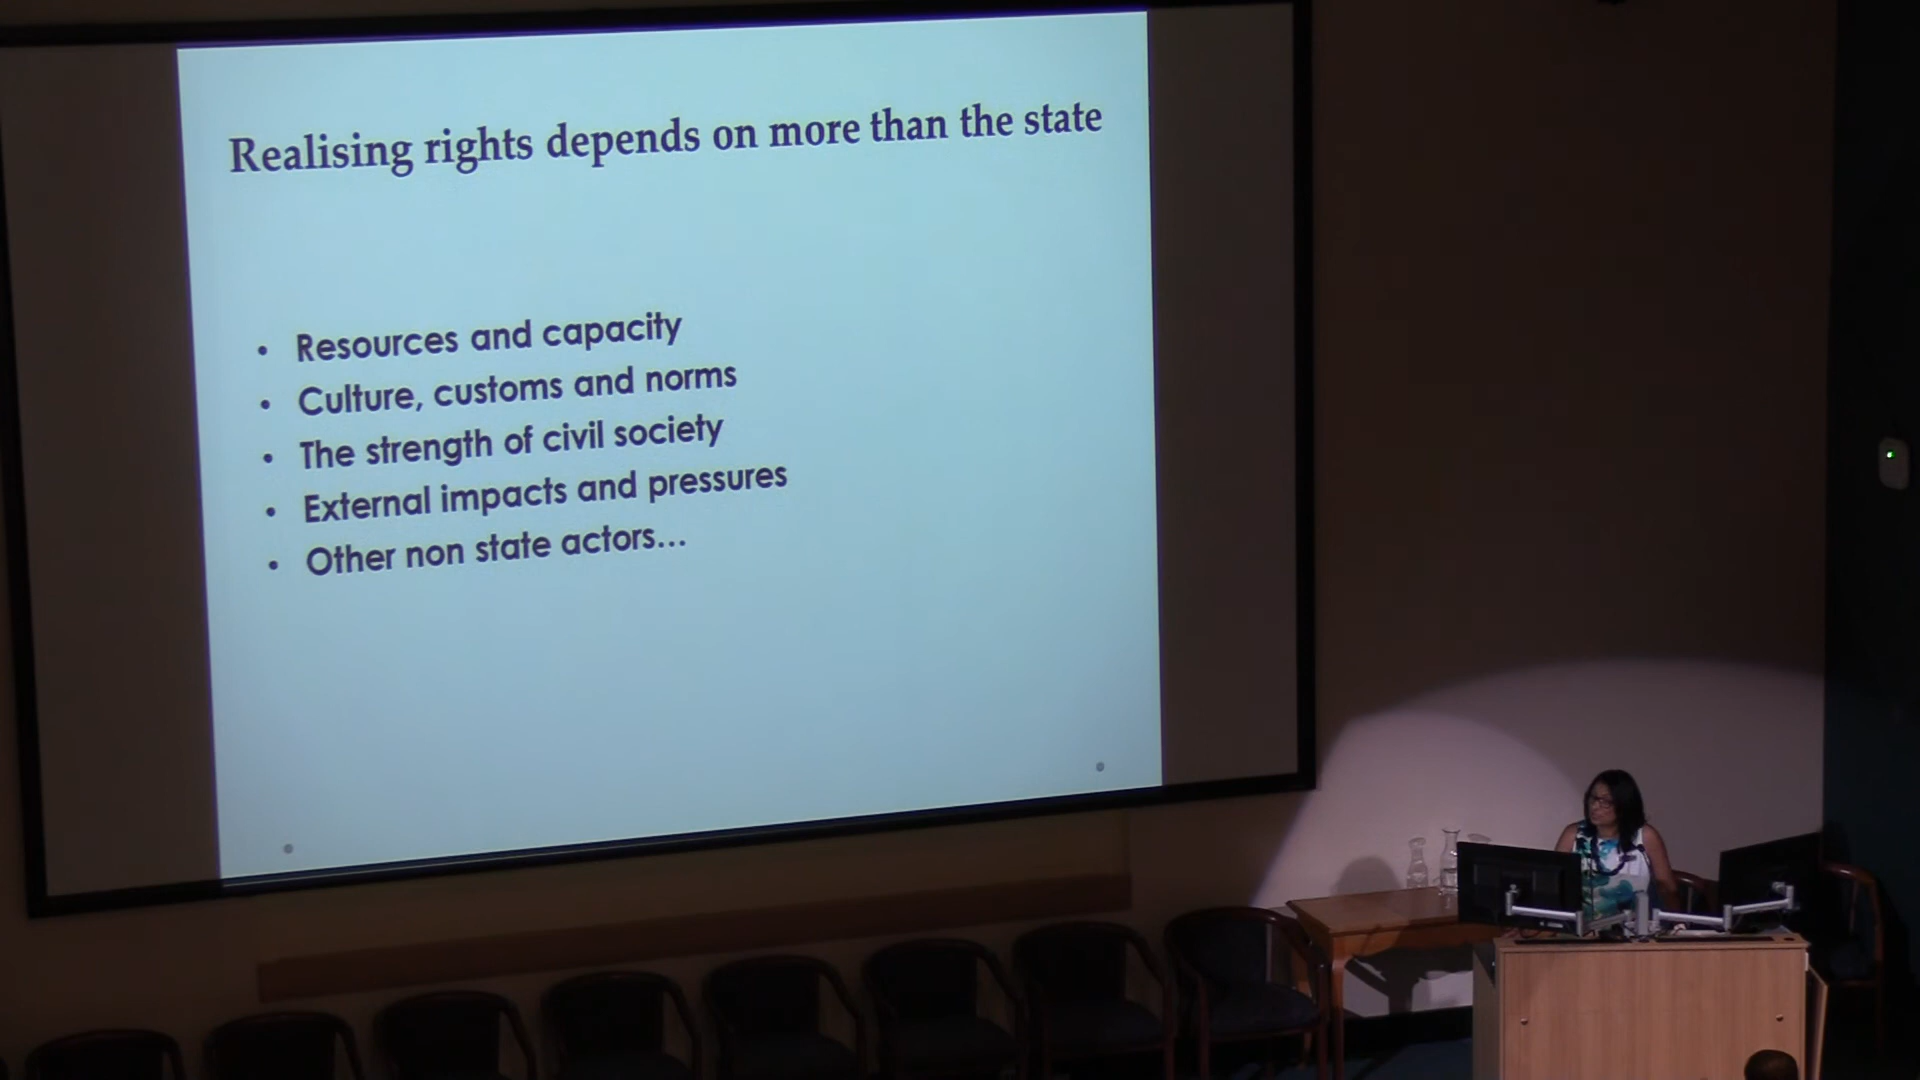 Realising rights depends on more than the state
• Resources and capacity
• Culture, customs and norms
• The strength of civil society
• External impacts and pressures
• Other non state actors...